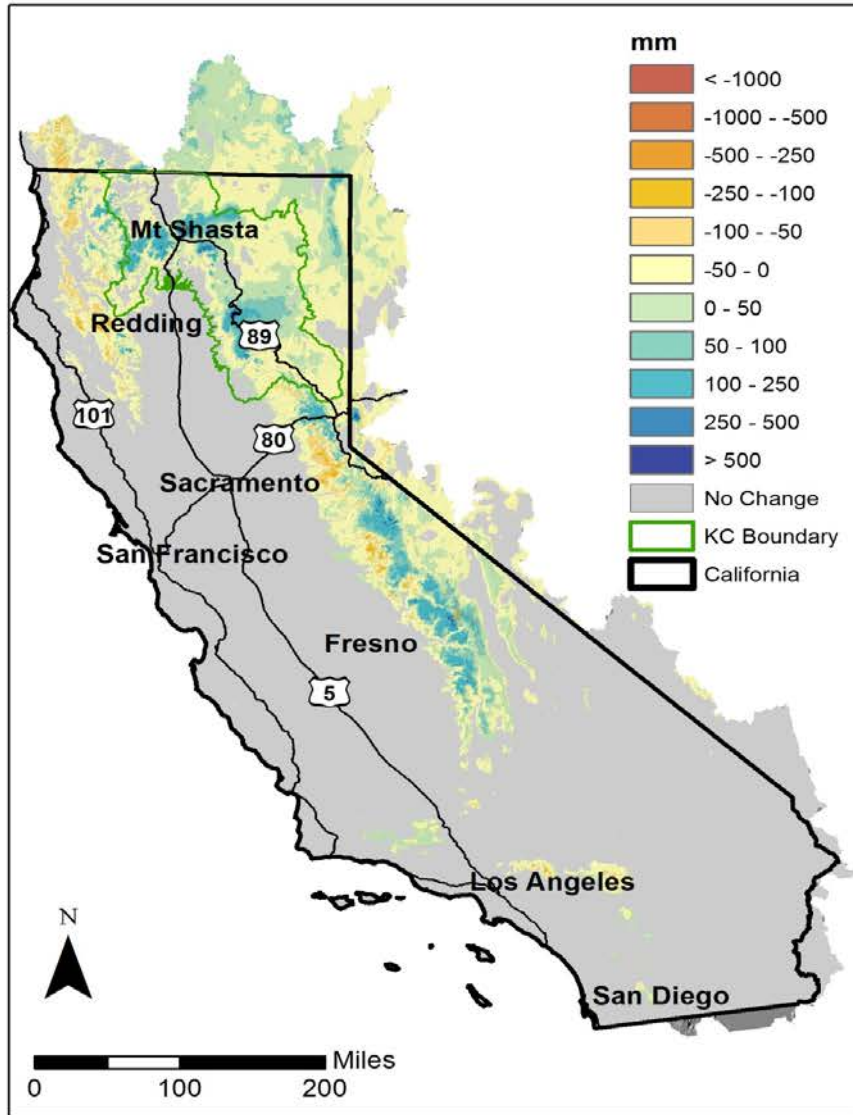 mm
< -1000
-1000 - -500
-500 - -250
-250 - -100
-100 - -50
-50 - 0
0 - 50
50 - 100
100 - 250
250 - 500
> 500
No Change
KC Boundary
California
Mt Shasta
Redding
89
101
80
Sacramento
San Francisco
Fresno
5
Los Angeles
San Diego
N
Miles
0 100 200